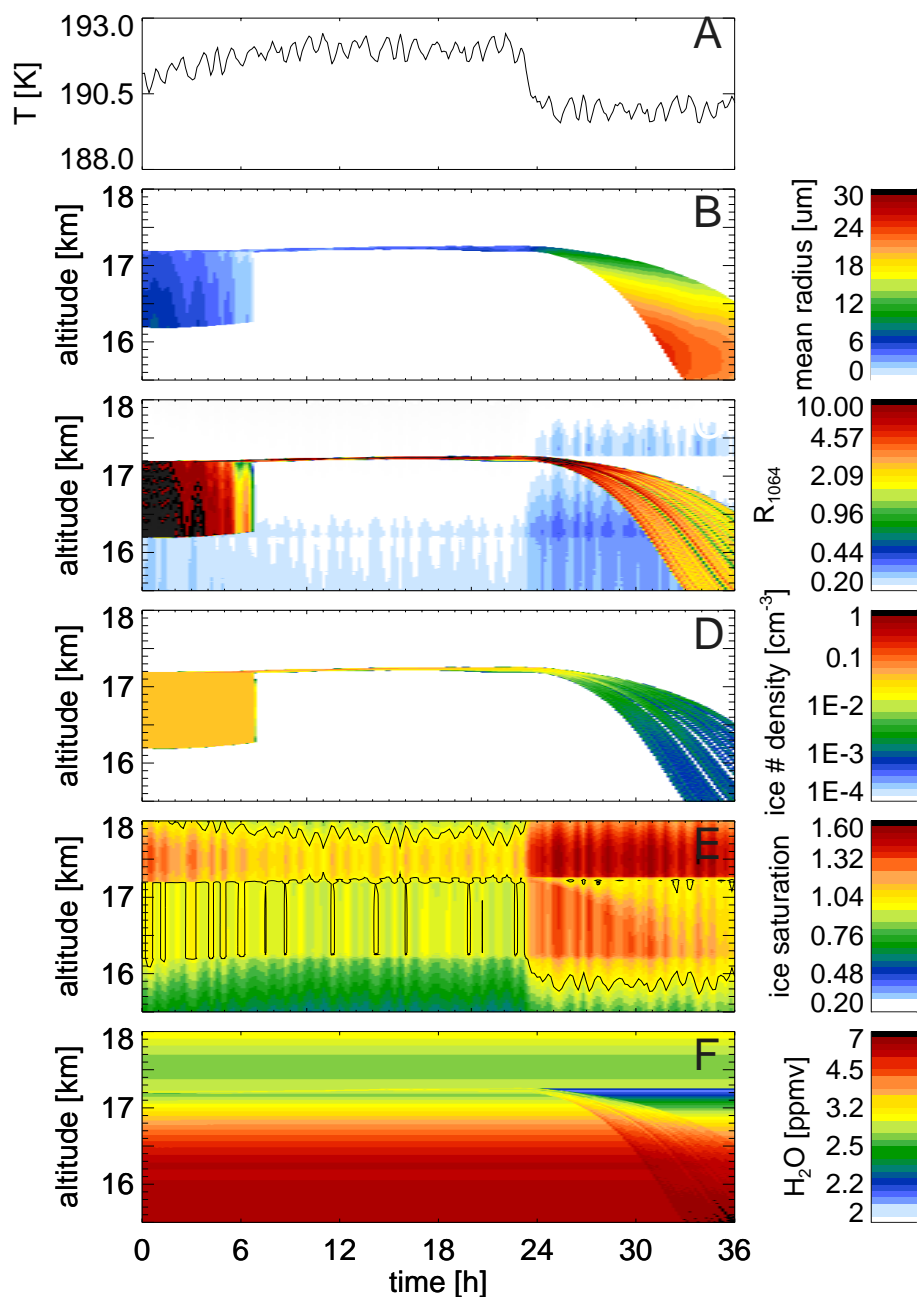 A
T [K]
193.0
190.5
188.0
B
altitude [km]
18
17
16
mean radius [um]
30
24
18
12
6
0
C
altitude [km]
18
17
16
R1064
10.00
4.57
2.09
0.96
0.44
0.20
D
altitude [km]
18
17
16
ice # density [cm-3]
1
0.1
1E-2
1E-3
1E-4
E
altitude [km]
18
17
16
ice saturation
1.60
1.32
1.04
0.76
0.48
0.20
F
altitude [km]
18
17
16
H2O [ppmv]
7
4.5
3.2
2.5
2.2
2
0 6 12 18 24 30 36
time [h]